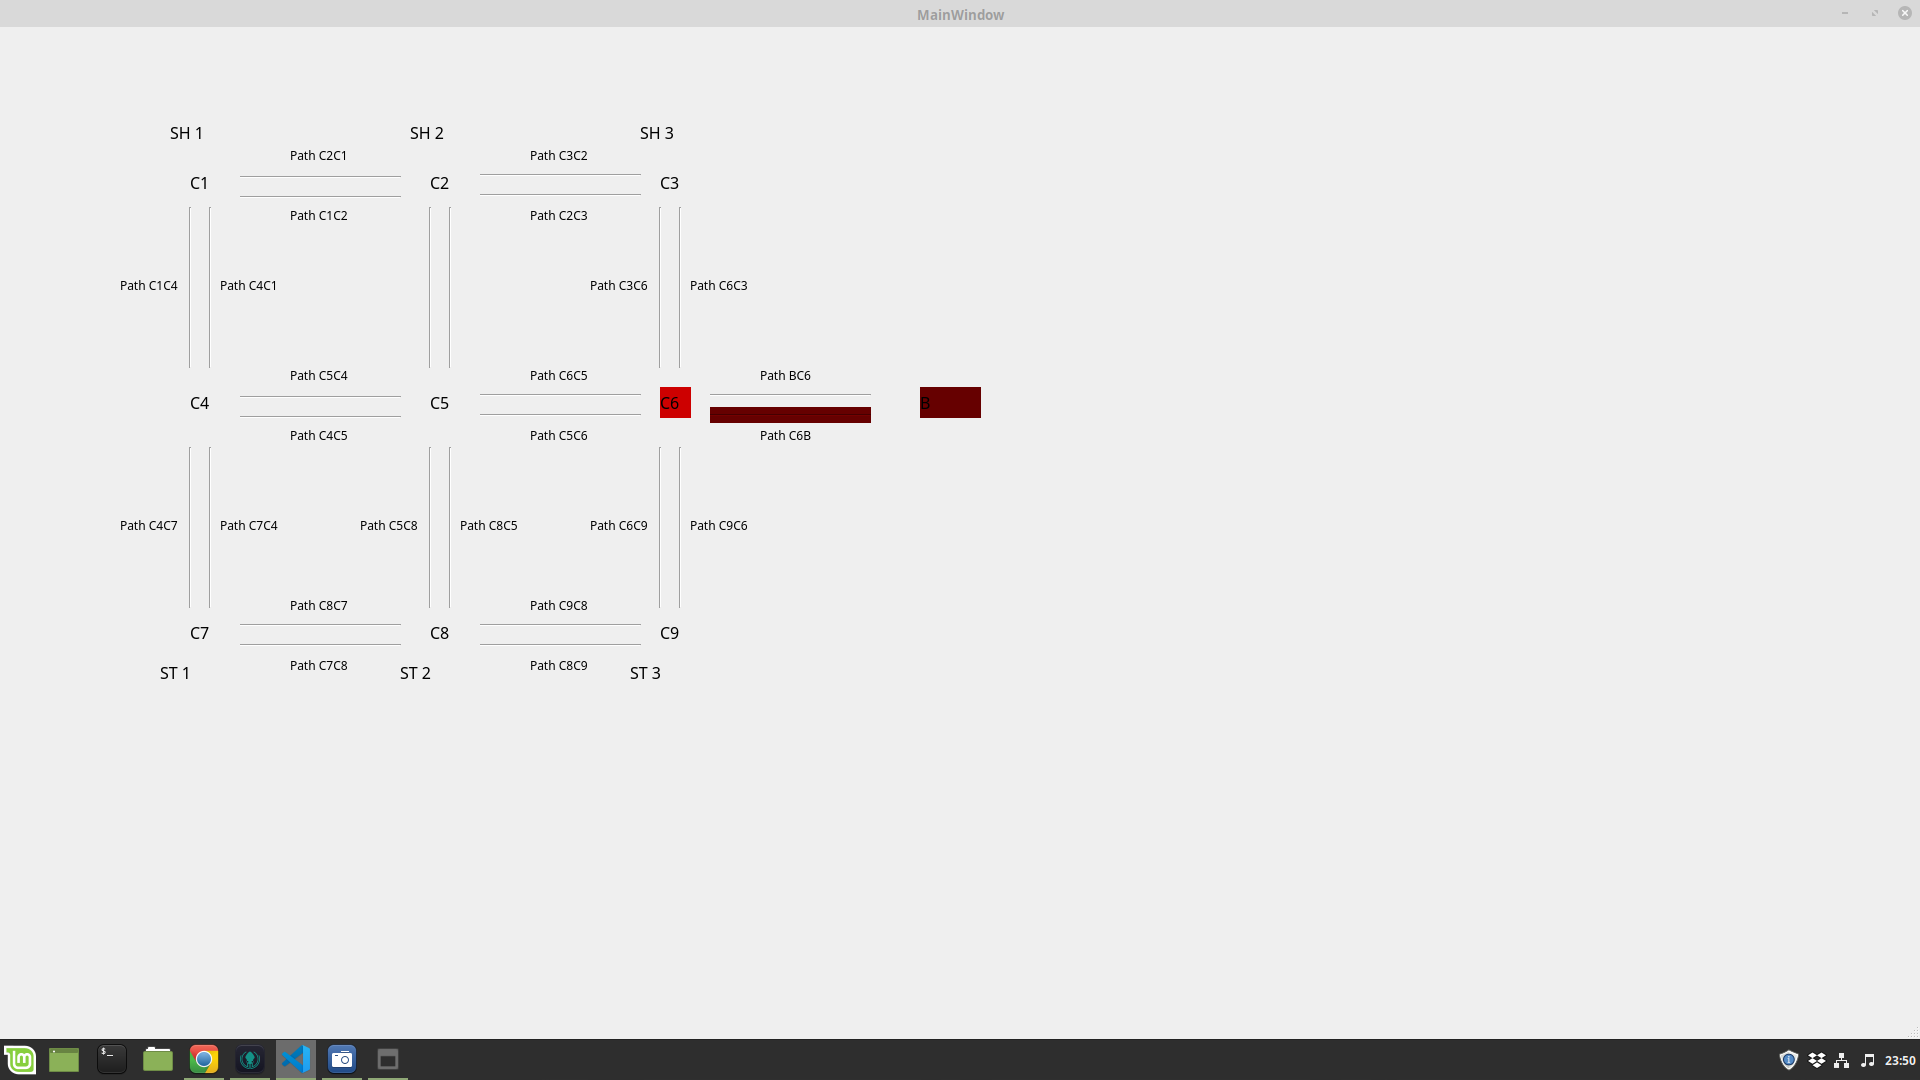 MainWindow
SH 1 SH 2 SH 3
Path C2C1 Path C3C2
C1 C2 C3
Path C1C2 Path C2C3
Path C1C4 Path C4C1 Path C3C6 Path C6C3
Path C5C4 Path C6C5 Path BC6
C4 C5 C6 B
Path C4C5 Path C5C6 Path C6B
Path C4C7 Path C7C4 Path C5C8 Path C8C5 Path C6C9 Path C9C6
Path C8C7 Path C9C8
C7 C8 C9
Path C7C8 Path C8C9
ST 1 ST 2 ST 3
$_
23:50